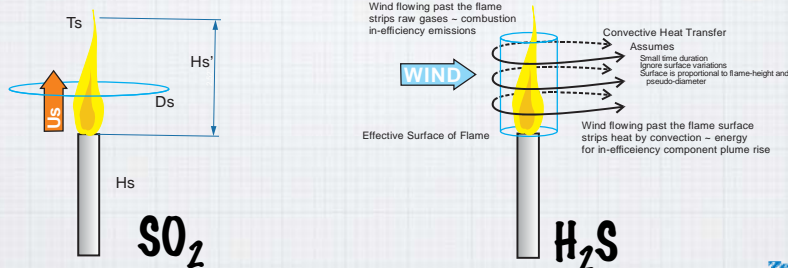 Ts
Hs'
Ds
Us
Hs
SO2
Wind flowing past the flame
strips raw gases ~ combustion
in-efficiency emissions
WIND
Convective Heat Transfer
Assumes
Small time duration
Ignore surface variations
Surface is proportional to flame-height and
pseudo-diameter
Effective Surface of Flame
Wind flowing past the flame surface
strips heat by convection ~ energy
for in-efficeiency component plume rise
H2S